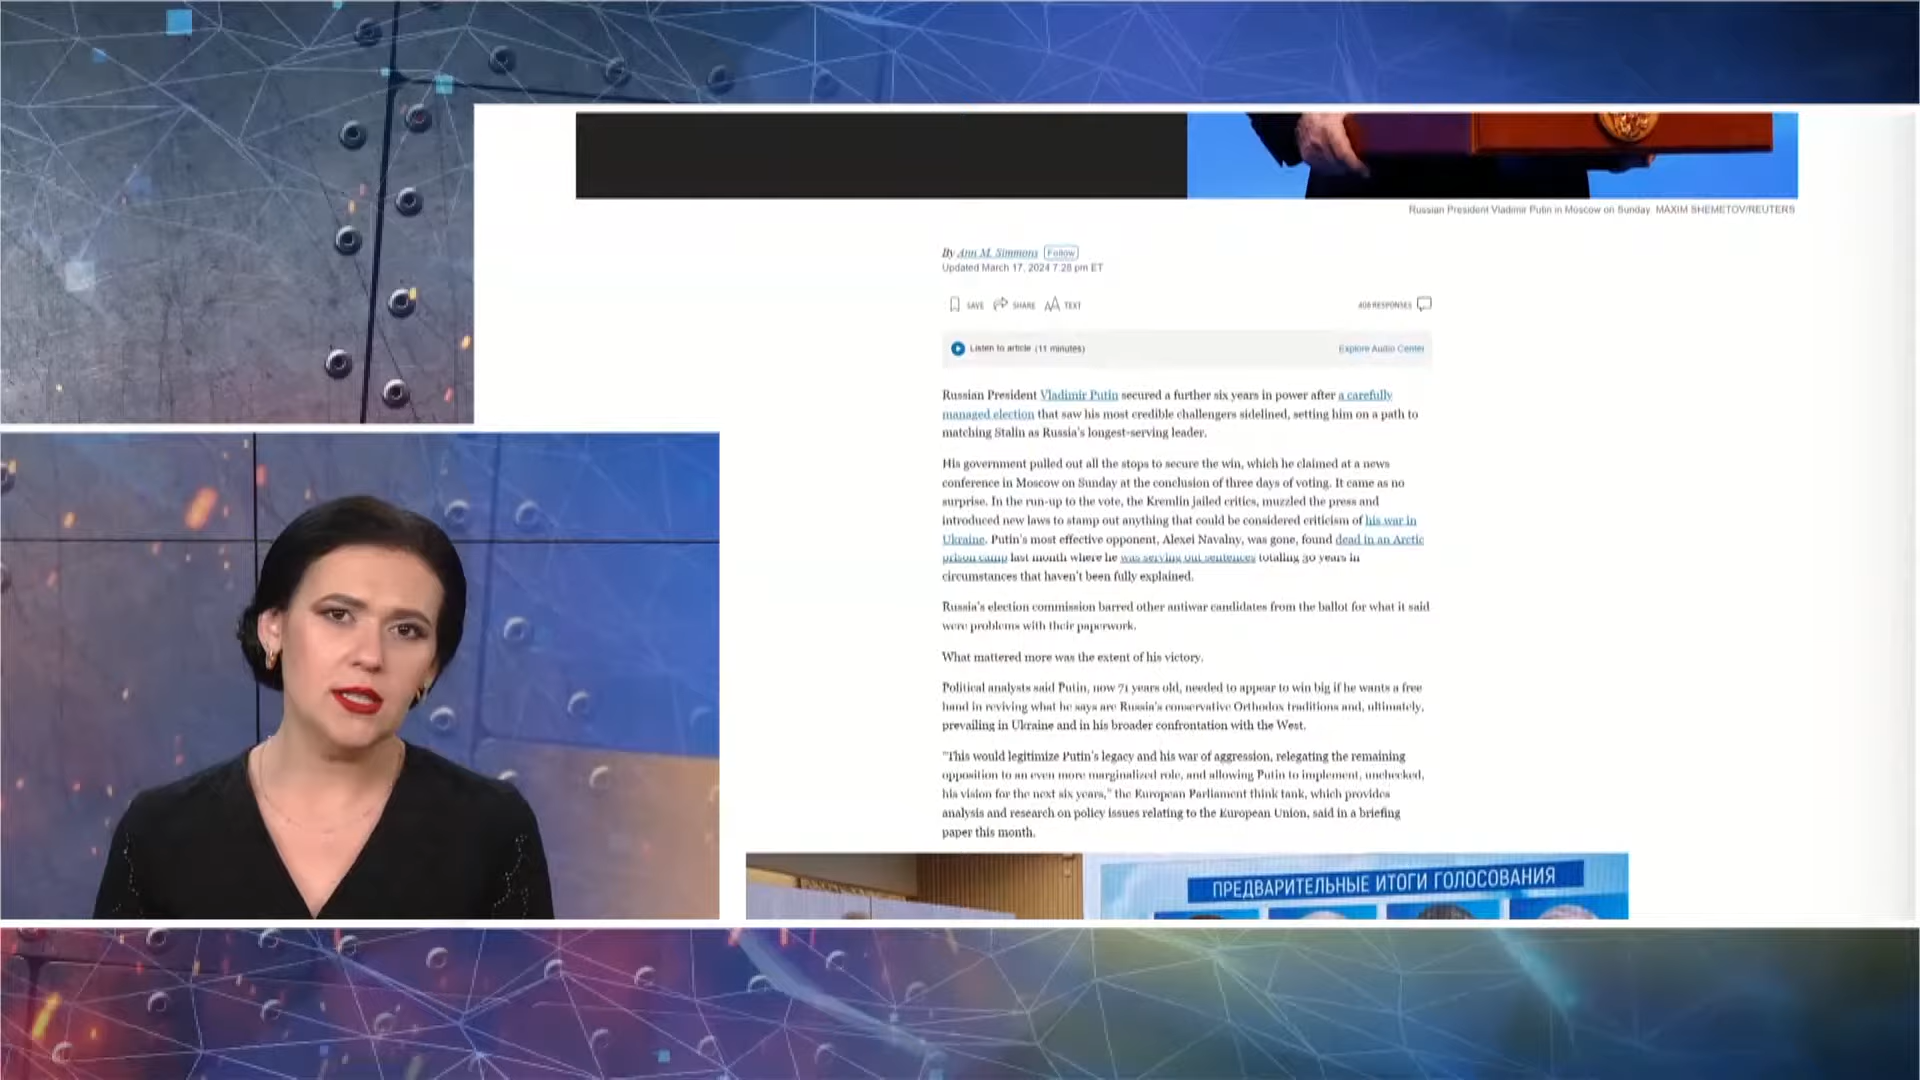 Russian President Vladimir Putin in Moscow on Sunday. MAXIM SHEMETOV/REUTERS
By Ann M. Simmons Follow
Updated March 17, 2024 7:28 pm ET
SAVE SHARE TEXT
408 RESPONSES
Listen to article (11 minutes)
Explore Audio Center
Russian President Vladimir Putin secured a further six years in power after a carefully
managed election that saw his most credible challengers sidelined, setting him on a path to
matching Stalin as Russia's longest-serving leader.
His government pulled out all the stops to secure the win, which he claimed at a news
conference in Moscow on Sunday at the conclusion of three days of voting. It came as no
surprise. In the run-up to the vote, the Kremlin jailed critics, muzzled the press and
introduced new laws to stamp out anything that could be considered criticism of his war in
Ukraine. Putin's most effective opponent, Alexei Navalny, was gone, found dead in an Arctic
prison camp last month where he was serving out sentences totaling 30 years in
circumstances that haven't been fully explained.
Russia's election commission barred other antiwar candidates from the ballot for what it said
were problems with their paperwork.
What mattered more was the extent of his victory.
Political analysts said Putin, now 71 years old, needed to appear to win big if he wants a free
hand in reviving what he says are Russia's conservative Orthodox traditions and, ultimately,
prevailing in Ukraine and in his broader confrontation with the West.
"This would legitimize Putin's legacy and his war of aggression, relegating the remaining
opposition to an even more marginalized role, and allowing Putin to implement, unchecked,
his vision for the next six years," the European Parliament think tank, which provides
analysis and research on policy issues relating to the European Union, said in a briefing
paper this month.
ПРЕДВАРИТЕЛЬНЫЕ ИТОГИ ГОЛОСОВАНИЯ